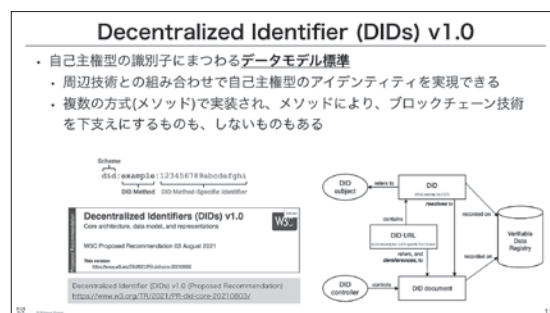 Decentralized Identifier (DIDs) v1.0
• 自己主権型の識別子にまつわるデータモデル標準
• 周辺技術との組み合わせで自己主権型のアイデンティティを実現できる
• 複数の方式(メソッド)で実装され、メソッドにより、ブロックチェーン技術
を下支えにするものも、しないものもある
Scheme
did:example:123456789abcdefghi
DID Method DID Method-Specific Identifier
Decentralized Identifiers (DIDs) v1.0
Core architecture, data model, and representations
W3C
W3C Proposed Recommendation 03 August 2021
This version:
Decentralized Identifiers (DIDs) v1.0 (Proposed Recommendation)
https://www.w3.org/TR/2021/PR-did-core-20210803/
DID
subject
refers to
DID
resolves to
recorded on
contains
DID URL
Verifiable
Data
Registry
refers, and
dereferences, to
recorded on
DID
controller
controls
DID document